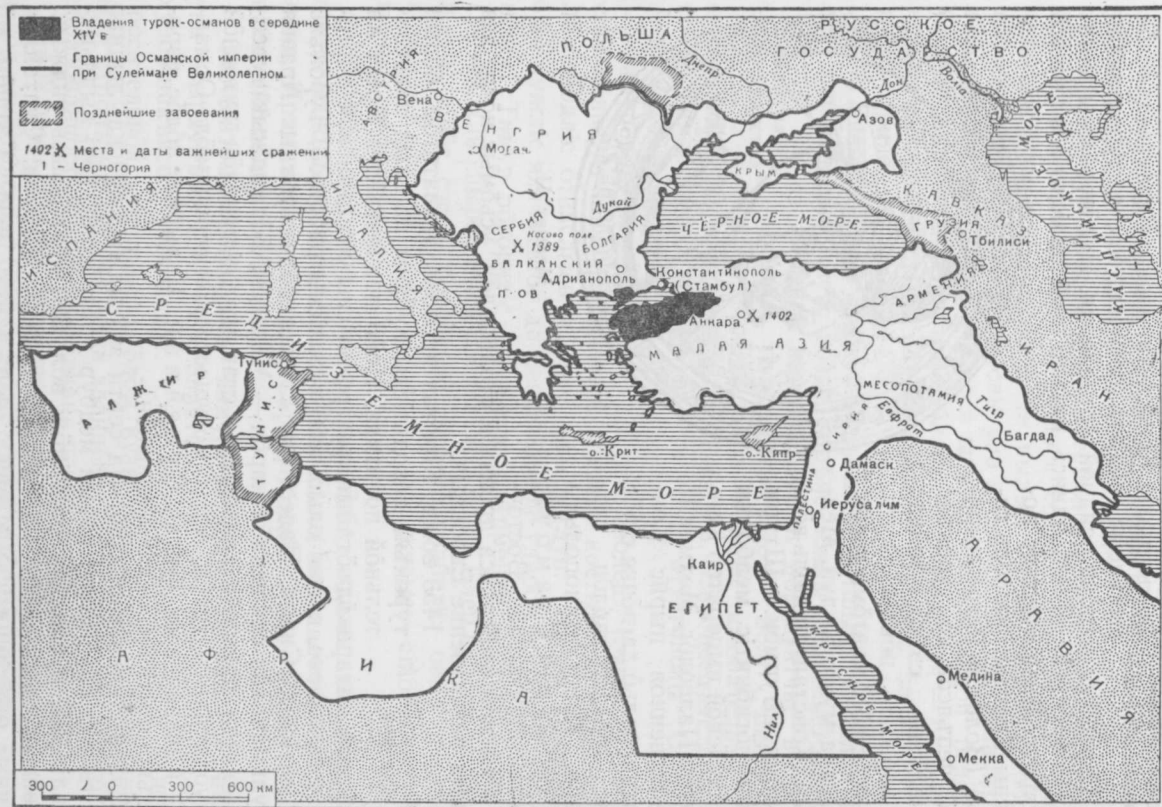 Владения турок-османов в середине
XIV в
Границы Османской империи
при Сулеймане Великолепном
Позднейшие завоевания
1402 Места и даты важнейших сражении
1 - Черногория
РУССКОЕ
ГОСУДАРСТВО
ПОЛЬША
Днепр
Дон
Волга
Азов
АВСТРИЯ
Вена
ВЕНГРИЯ
Могач
КРЫМ
КАВКАЗ
КАСПИЙСКОЕ МОРЕ
ИСПАНИЯ
ИТАЛИЯ
СЕРБИЯ
Дунай
Косово поле
1389
БОЛГАРИЯ
ЧЕРНОЕ МОРЕ
ГРУЗИЯ
Тбилиси
БАЛКАНСКИЙ
П-ОВ
Адрианополь
Константинополь
(Стамбул)
Анкара
1402
АРМЕНИЯ
МАЛАЯ АЗИЯ
ИРАН
СРЕДИЗЕМНОЕ МОРЕ
Тунис
АЛЖИР
ТУНИС
о. Крит
о. Кипр
СИРИЯ
МЕСОПОТАМИЯ
Тигр
Евфрат
Багдад
Дамаск
ПАЛЕСТИНА
Иерусалим
Каир
ЕГИПЕТ
Нил
КРАСНОЕ МОРЕ
АРАВИЯ
Медина
Мекка
АФРИКА
300 0 600 км